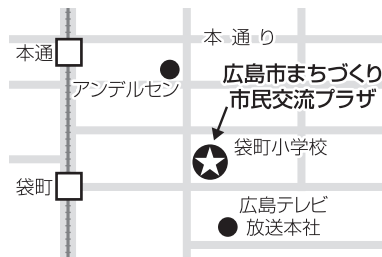 本通り
本通
アンデルセン
広島市まちづくり
市民交流プラザ
袋町小学校
袋町
広島テレビ
放送本社